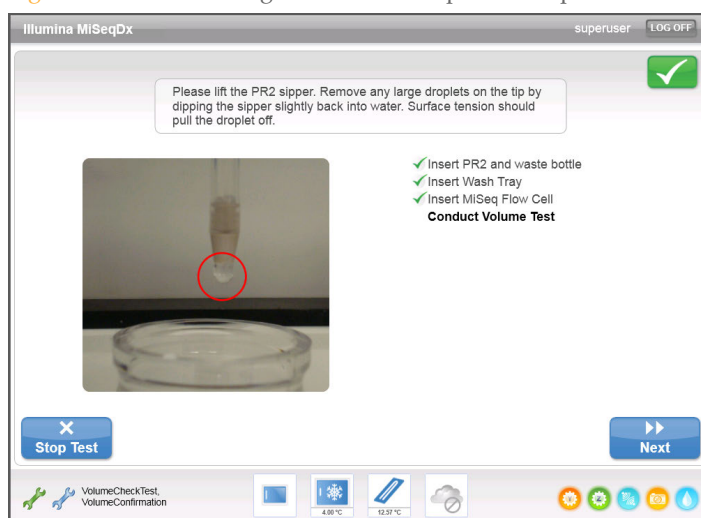 Illumina MiSeqDx
superuser
LOG OFF
Please lift the PR2 sipper. Remove any large droplets on the tip by
dipping the sipper slightly back into water. Surface tension should
pull the droplet off.
Insert PR2 and waste bottle
Insert Wash Tray
Insert MiSeq Flow Cell
Conduct Volume Test
Stop Test
Next
VolumeCheckTest,
VolumeConfirmation
4.00 °C
12.57 °C